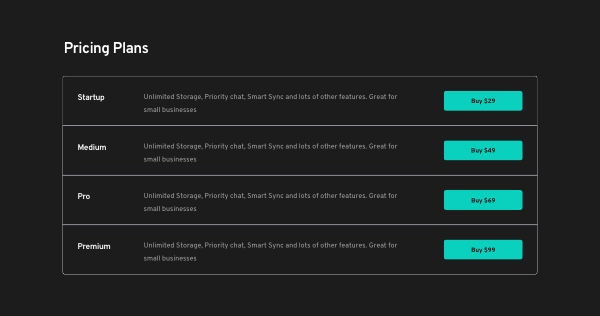 Pricing Plans
Startup
Unlimited Storage, Priority chat, Smart Sync and lots of other features. Great for
small businesses
Buy $29
Medium
Unlimited Storage, Priority chat, Smart Sync and lots of other features. Great for
small businesses
Buy $49
Pro
Unlimited Storage, Priority chat, Smart Sync and lots of other features. Great for
small businesses
Buy $69
Premium
Unlimited Storage, Priority chat, Smart Sync and lots of other features. Great for
small businesses
Buy $99